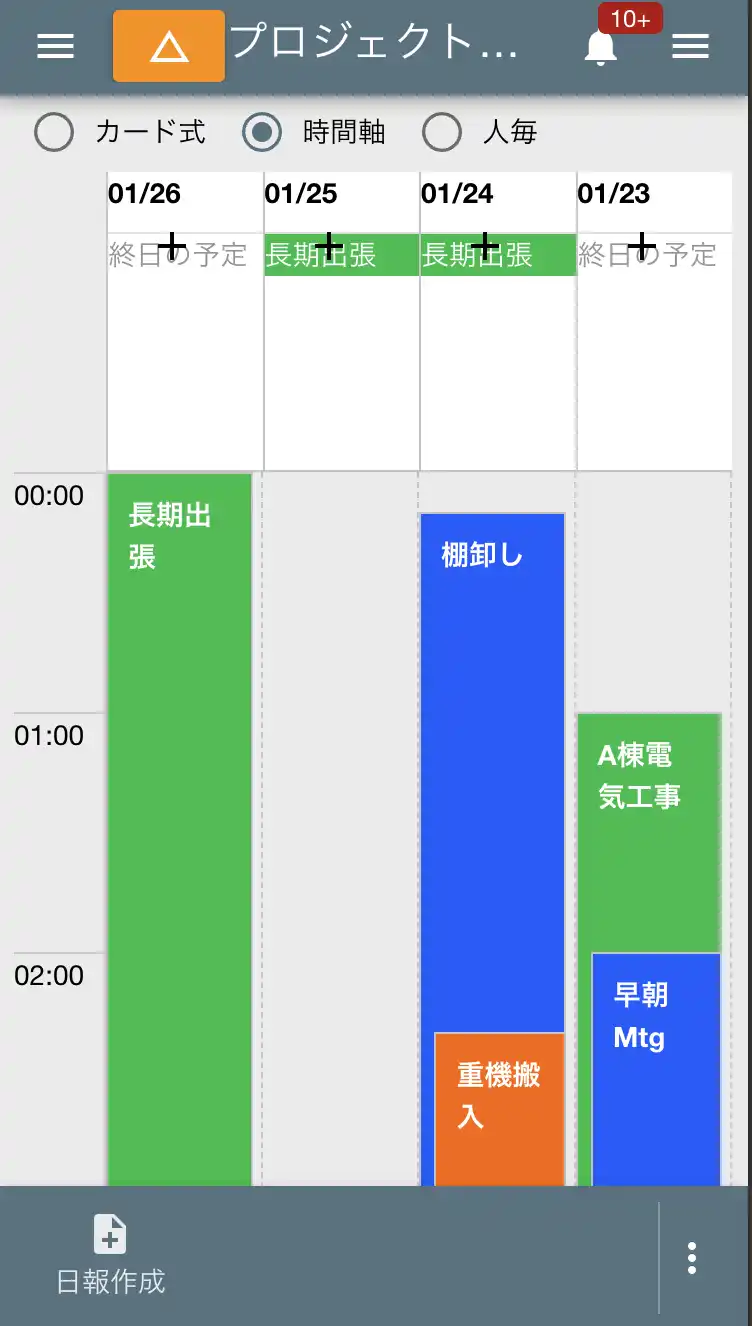 プロジェクト...
10+
カード式 時間軸 人毎
01/26 01/25 01/24 01/23
終日の予定 長期出張 長期出張 終日の予定
00:00
長期出
張
棚卸し
01:00
A棟電
気工事
02:00
早朝
Mtg
重機搬
入
日報作成